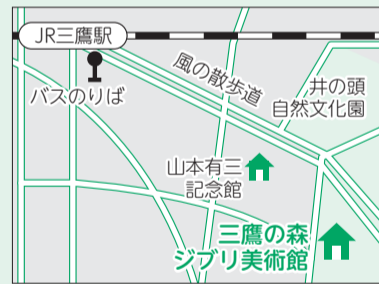 JR三鷹駅
バスのりば
風の散歩道
井の頭
自然文化園
山本有三
記念館
三鷹の森
ジブリ美術館